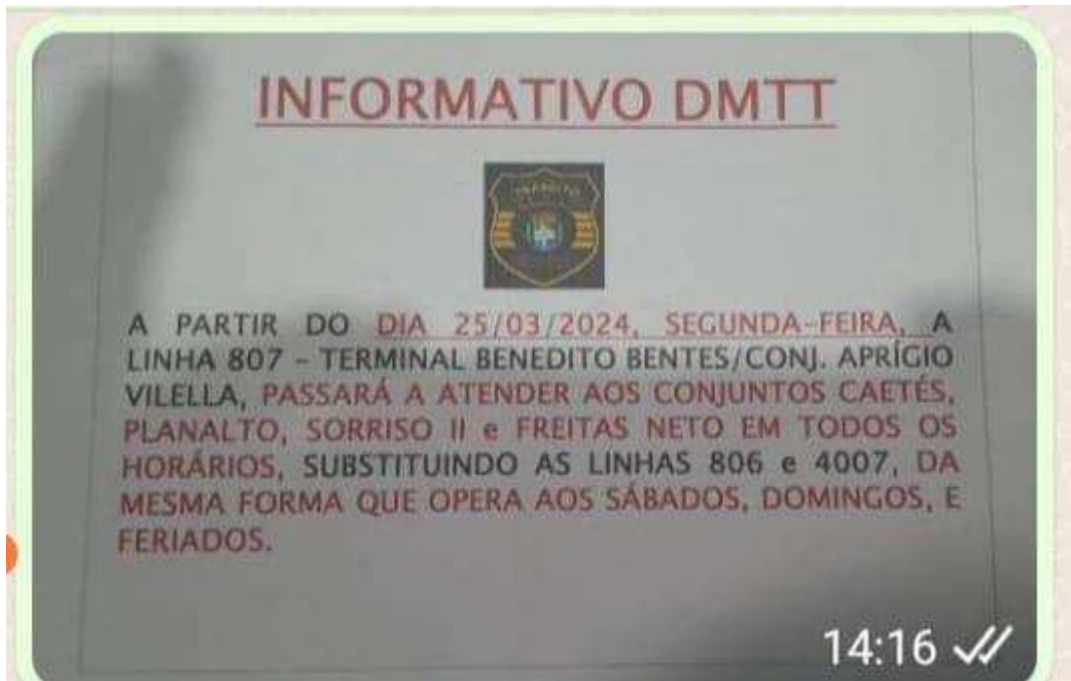 INFORMATIVO DMTT
TRÂNSITO
A PARTIR DO DIA 25/03/2024, SEGUNDA-FEIRA, A
LINHA 807 - TERMINAL BENEDITO BENTES/CONJ. APRÍGIO
VILELLA, PASSARÁ A ATENDER AOS CONJUNTOS CAETÉS,
PLANALTO, SORRISO II e FREITAS NETO EM TODOS OS
HORÁRIOS, SUBSTITUINDO AS LINHAS 806 e 4007, DA
MESMA FORMA QUE OPERA AOS SÁBADOS, DOMINGOS, E
FERIADOS.
14:16